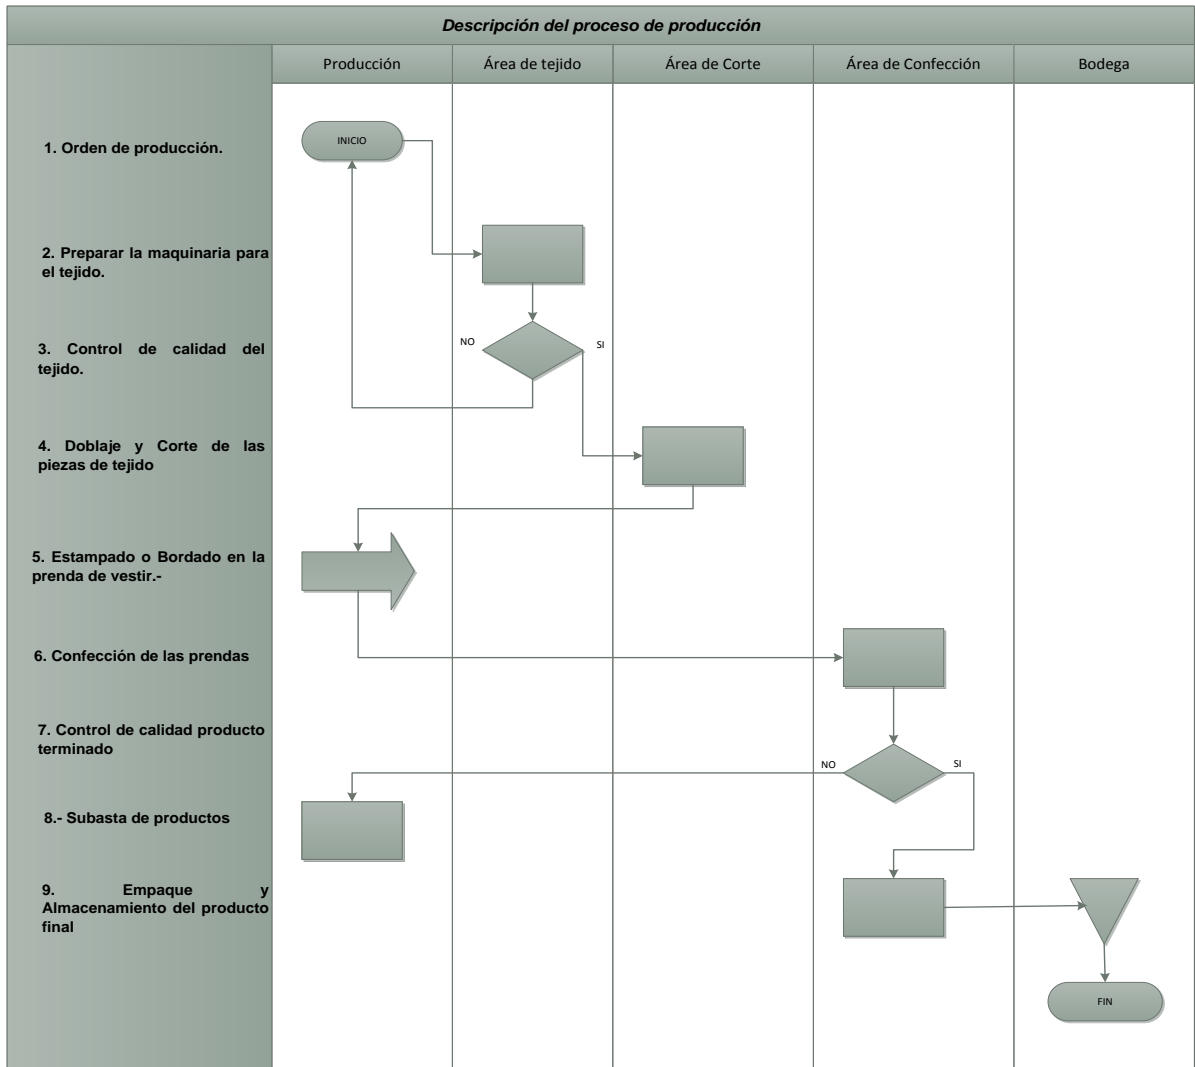 Descripción del proceso de producción
Producción
Área de tejido
Área de Corte
Área de Confección
Bodega
1. Orden de producción.
INICIO
2. Preparar la maquinaria para
el tejido.
3. Control de calidad del
tejido.
NO
SI
4. Doblaje y Corte de las
piezas de tejido
5. Estampado o Bordado en la
prenda de vestir.-
6. Confección de las prendas
7. Control de calidad producto
terminado
NO
SI
8.- Subasta de productos
9. Empaque y
Almacenamiento del producto
final
FIN